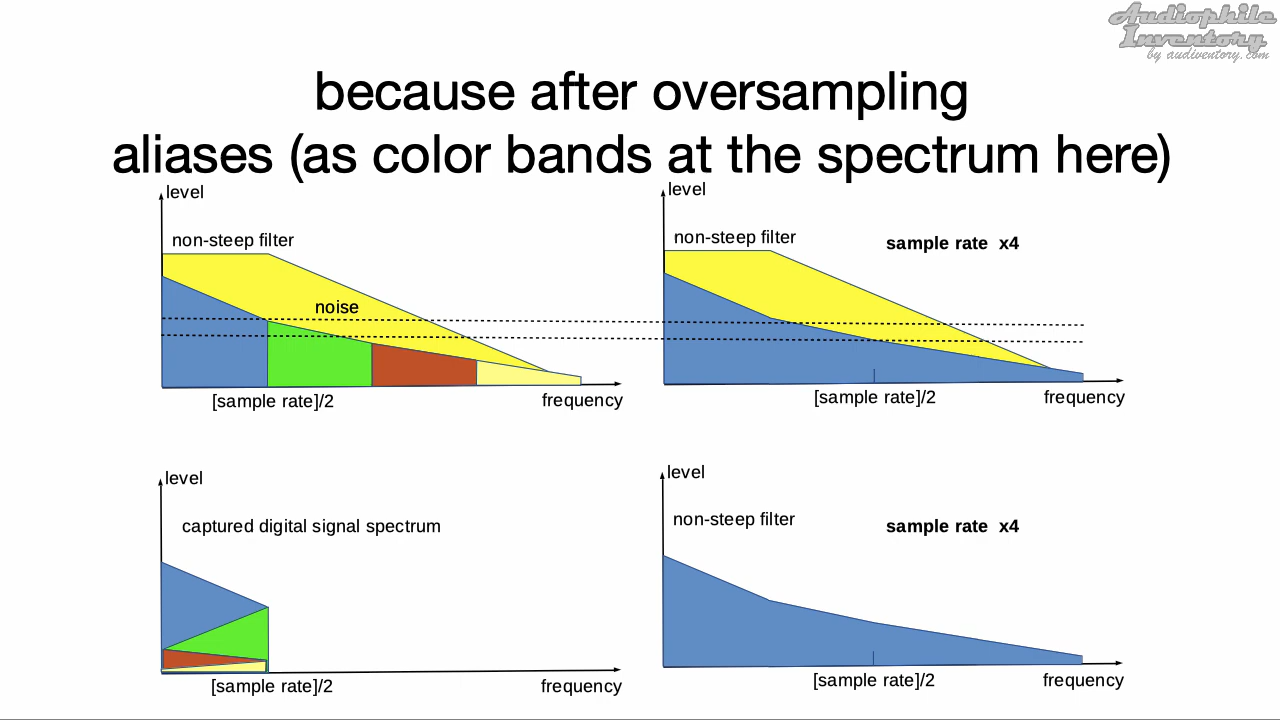 Audiophile
Inventory
by audiventory.com
because after oversampling
aliases (as color bands at the spectrum here)
level
non-steep filter
noise
[sample rate]/2
frequency
level
non-steep filter
sample rate x4
[sample rate]/2
frequency
level
captured digital signal spectrum
[sample rate]/2
frequency
level
non-steep filter
sample rate x4
[sample rate]/2
frequency